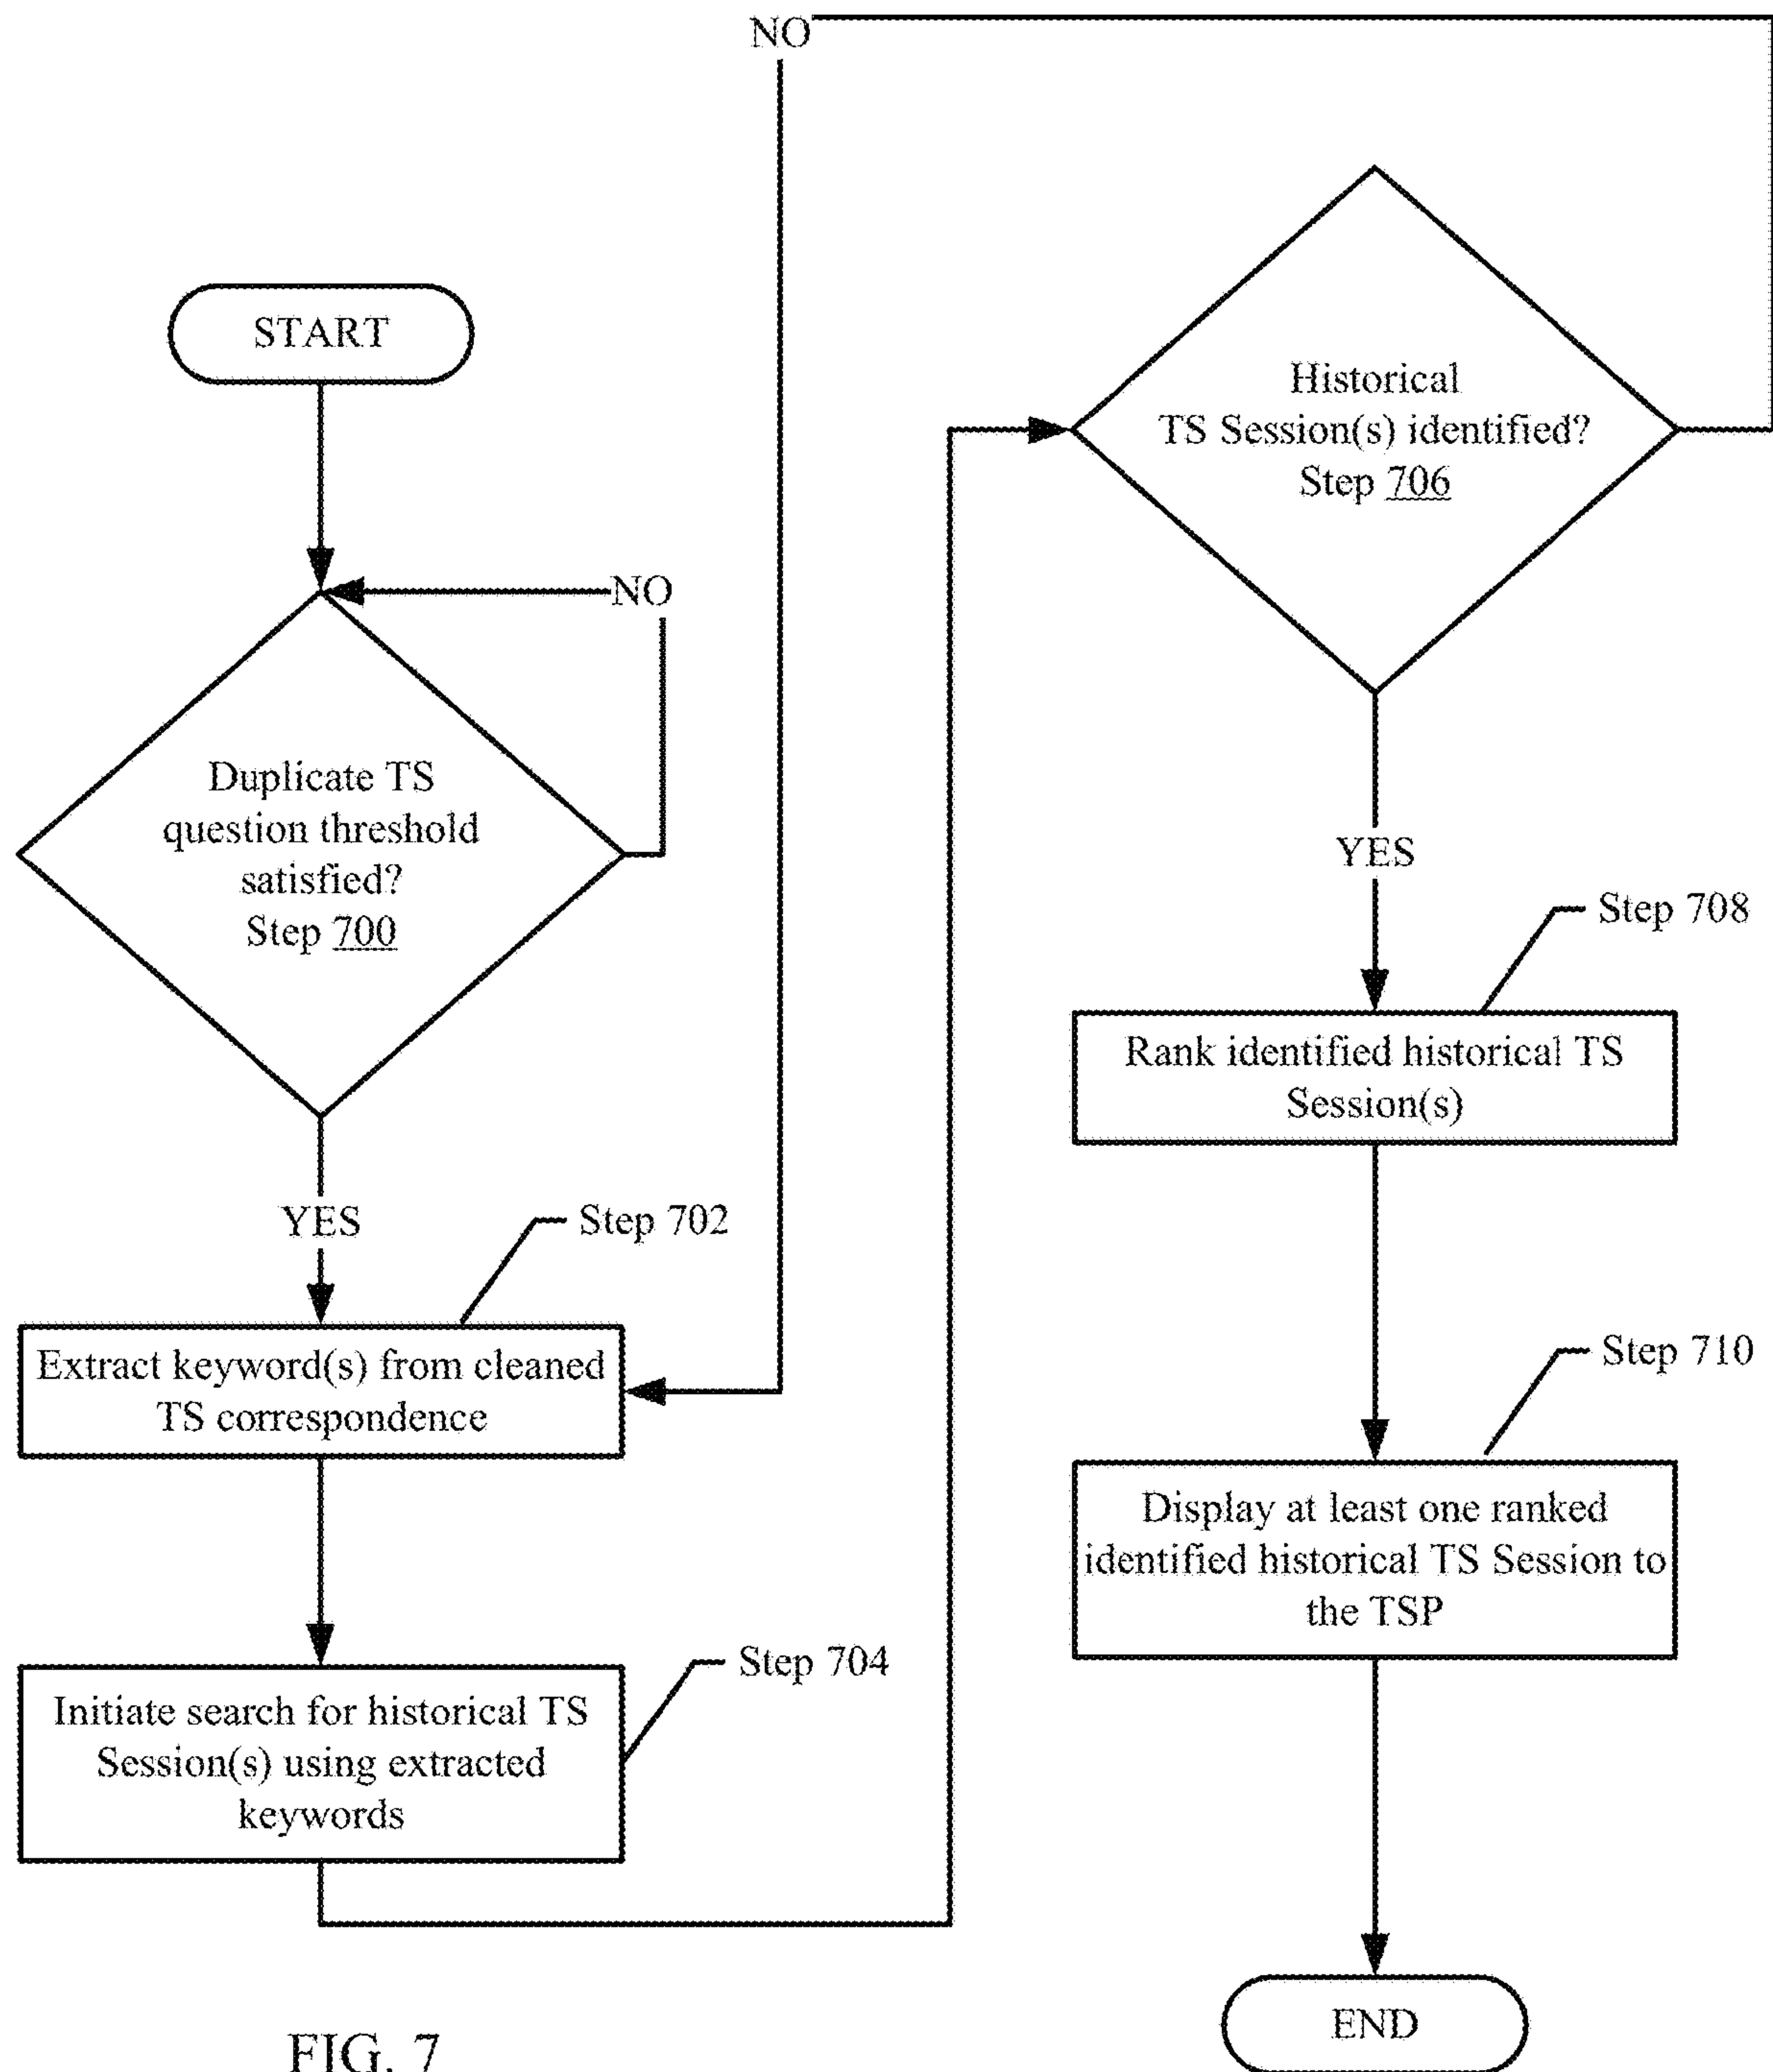 NO
START
NO
Duplicate TS
question threshold
satisfied?
Step 700
YES
Step 702
Extract keyword(s) from cleaned
TS correspondence
Step 704
Initiate search for historical TS
Session(s) using extracted
keywords
Historical
TS Session(s) identified?
Step 706
YES
Step 708
Rank identified historical TS
Session(s)
Step 710
Display at least one ranked
identified historical TS Session to
the TSP
END
FIG. 7